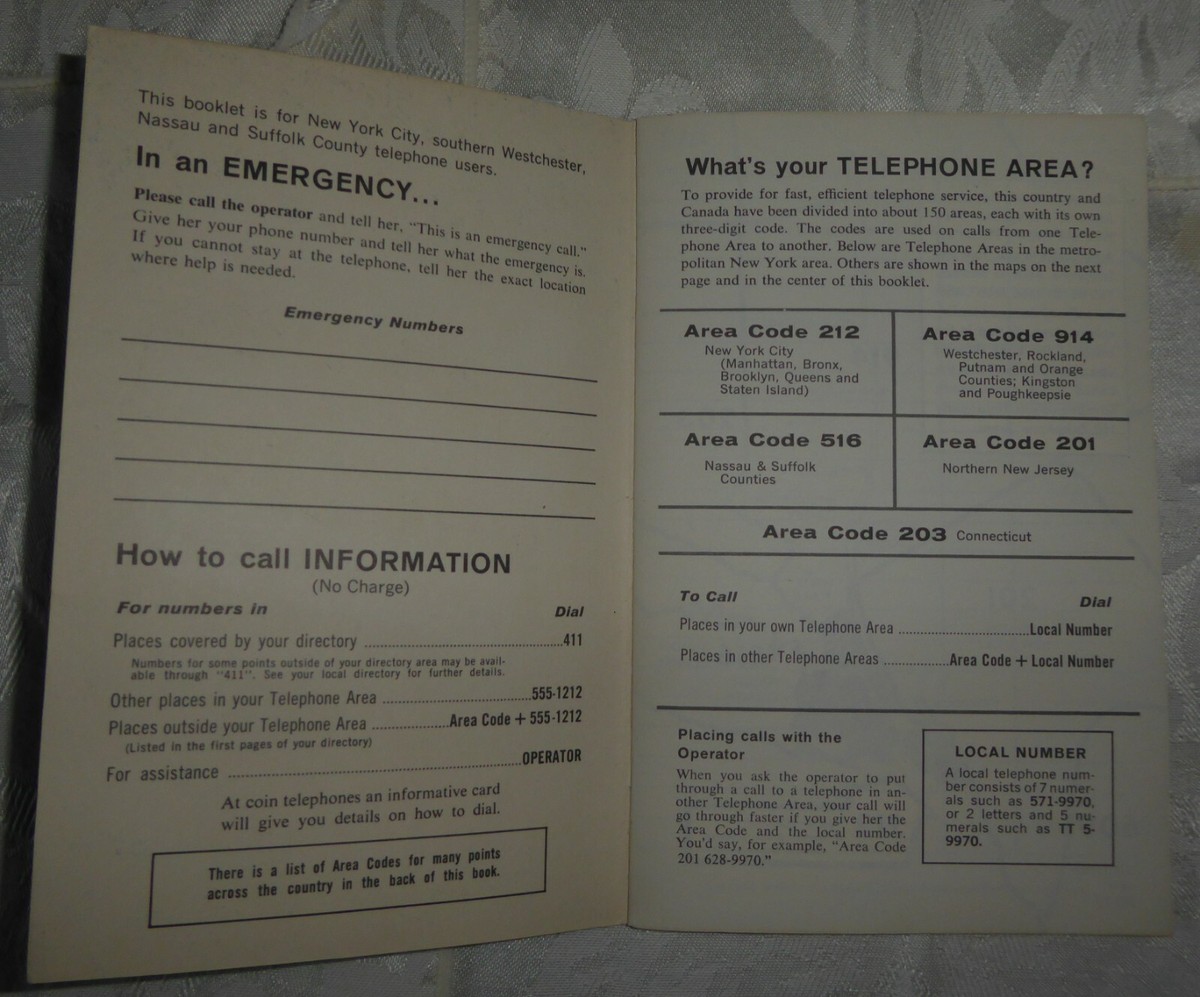 This booklet is for New York City, southern Westchester,
Nassau and Suffolk County telephone users.
In an EMERGENCY...
Please call the operator and tell her, "This is an emergency call."
Give her your phone number and tell her what the emergency is.
If you cannot stay at the telephone, tell her the exact location
where help is needed.
Emergency Numbers
How to call INFORMATION
(No Charge)
For numbers in Dial
Places covered by your directory ........................................411
Numbers for some points outside of your directory area may be avail-
able through "411". See your local directory for further details.
Other places in your Telephone Area ..............................555-1212
Places outside your Telephone Area ...............Area Code + 555-1212
(Listed in the first pages of your directory)
For assistance ..........................................................OPERATOR
At coin telephones an informative card
will give you details on how to dial.
There is a list of Area Codes for many points
across the country in the back of this book.
What's your TELEPHONE AREA?
To provide for fast, efficient telephone service, this country and
Canada have been divided into about 150 areas, each with its own
three-digit code. The codes are used on calls from one Tele-
phone Area to another. Below are Telephone Areas in the metro-
politan New York area. Others are shown in the maps on the next
page and in the center of this booklet.
Area Code 212
New York City
(Manhattan, Bronx,
Brooklyn, Queens and
Staten Island)
Area Code 914
Westchester, Rockland,
Putnam and Orange
Counties; Kingston
and Poughkeepsie
Area Code 516
Nassau & Suffolk
Counties
Area Code 201
Northern New Jersey
Area Code 203 Connecticut
To Call Dial
Places in your own Telephone Area ..............................Local Number
Places in other Telephone Areas ...............Area Code + Local Number
Placing calls with the
Operator
When you ask the operator to put
through a call to a telephone in an-
other Telephone Area, your call will
go through faster if you give her the
Area Code and the local number.
You'd say, for example, "Area Code
201 628-9970."
LOCAL NUMBER
A local telephone num-
ber consists of 7 numer-
als such as 571-9970,
or 2 letters and 5 nu-
merals such as TT 5-
9970.